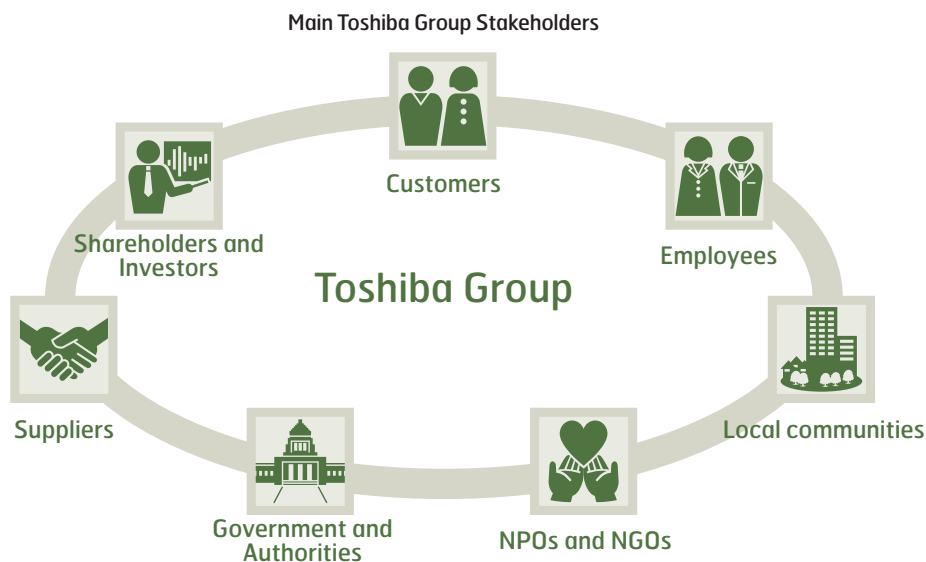 Main Toshiba Group Stakeholders
Customers
Shareholders and
Investors
Employees
Toshiba Group
Suppliers
Local communities
Government and
Authorities
NPOs and NGOs